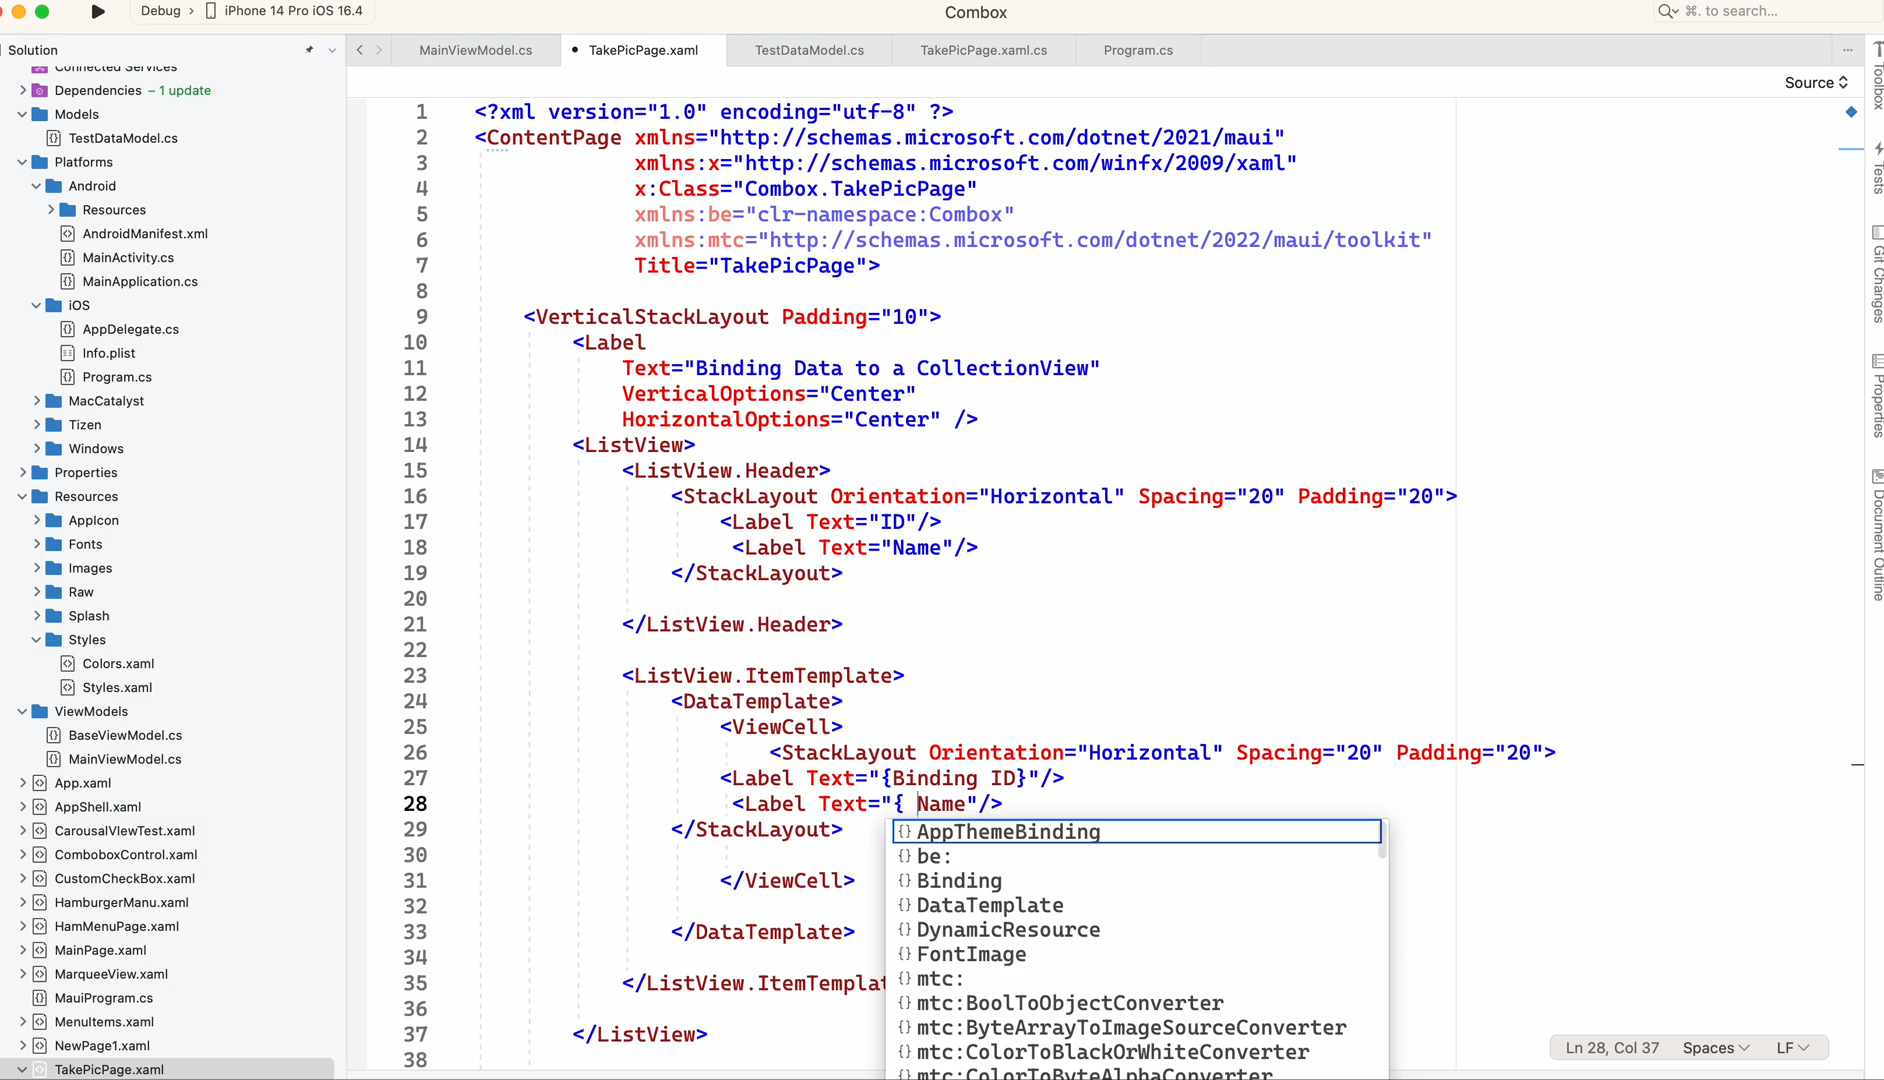 Debug › iPhone 14 Pro iOS 16.4
Combox
⌘. to search...
Solution
Connected Services
Dependencies – 1 update
Models
TestDataModel.cs
Platforms
Android
Resources
AndroidManifest.xml
MainActivity.cs
MainApplication.cs
iOS
AppDelegate.cs
Info.plist
Program.cs
MacCatalyst
Tizen
Windows
Properties
Resources
AppIcon
Fonts
Images
Raw
Splash
Styles
Colors.xaml
Styles.xaml
ViewModels
BaseViewModel.cs
MainViewModel.cs
App.xaml
AppShell.xaml
CarousalVIewTest.xaml
ComboboxControl.xaml
CustomCheckBox.xaml
HamburgerManu.xaml
HamMenuPage.xaml
MainPage.xaml
MarqueeView.xaml
MauiProgram.cs
MenuItems.xaml
NewPage1.xaml
TakePicPage.xaml
MainViewModel.cs
TakePicPage.xaml
TestDataModel.cs
TakePicPage.xaml.cs
Program.cs
Source
1 <?xml version="1.0" encoding="utf-8" ?>
2 <ContentPage xmlns="http://schemas.microsoft.com/dotnet/2021/maui"
3 xmlns:x="http://schemas.microsoft.com/winfx/2009/xaml"
4 x:Class="Combox.TakePicPage"
5 xmlns:be="clr-namespace:Combox"
6 xmlns:mtc="http://schemas.microsoft.com/dotnet/2022/maui/toolkit"
7 Title="TakePicPage">
8
9 <VerticalStackLayout Padding="10">
10 <Label
11 Text="Binding Data to a CollectionView"
12 VerticalOptions="Center"
13 HorizontalOptions="Center" />
14 <ListView>
15 <ListView.Header>
16 <StackLayout Orientation="Horizontal" Spacing="20" Padding="20">
17 <Label Text="ID"/>
18 <Label Text="Name"/>
19 </StackLayout>
20
21 </ListView.Header>
22
23 <ListView.ItemTemplate>
24 <DataTemplate>
25 <ViewCell>
26 <StackLayout Orientation="Horizontal" Spacing="20" Padding="20">
27 <Label Text="{Binding ID}"/>
28 <Label Text="{ Name"/>
29 </StackLayout>
30
31 </ViewCell>
32
33 </DataTemplate>
34
35 </ListView.ItemTemplat
36
37 </ListView>
38
{} AppThemeBinding
{} be:
{} Binding
{} DataTemplate
{} DynamicResource
{} FontImage
{} mtc:
{} mtc:BoolToObjectConverter
{} mtc:ByteArrayToImageSourceConverter
{} mtc:ColorToBlackOrWhiteConverter
{} mtc:ColorToByteAlphaConverter
Ln 28, Col 37 Spaces LF
Toolbox
Tests
Git Changes
Properties
Document Outline